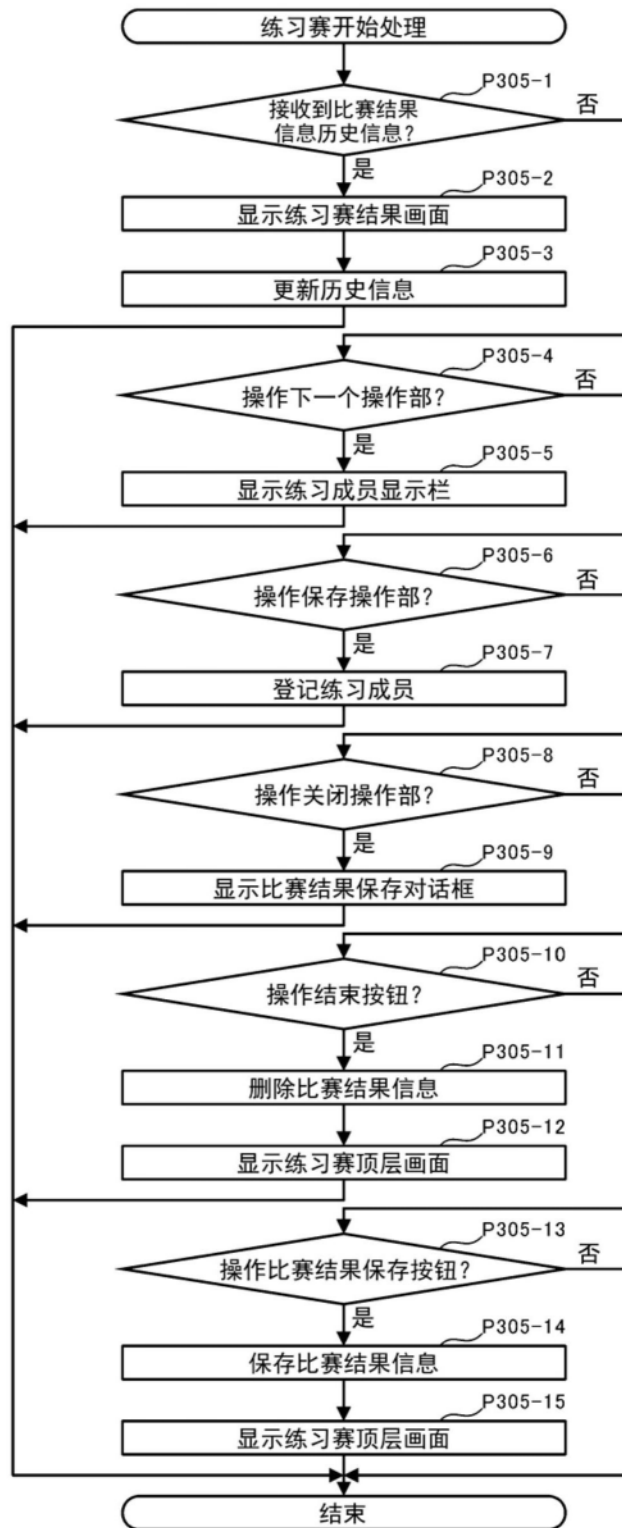 练习赛开始处理
P305-1
接收到比赛结果
信息历史信息?
否
是
P305-2
显示练习赛结果画面
P305-3
更新历史信息
P305-4
操作下一个操作部?
否
是
P305-5
显示练习成员显示栏
P305-6
操作保存操作部?
否
是
P305-7
登记练习成员
P305-8
操作关闭操作部?
否
是
P305-9
显示比赛结果保存对话框
P305-10
操作结束按钮?
否
是
P305-11
删除比赛结果信息
P305-12
显示练习赛顶层画面
P305-13
操作比赛结果保存按钮?
否
是
P305-14
保存比赛结果信息
P305-15
显示练习赛顶层画面
结束